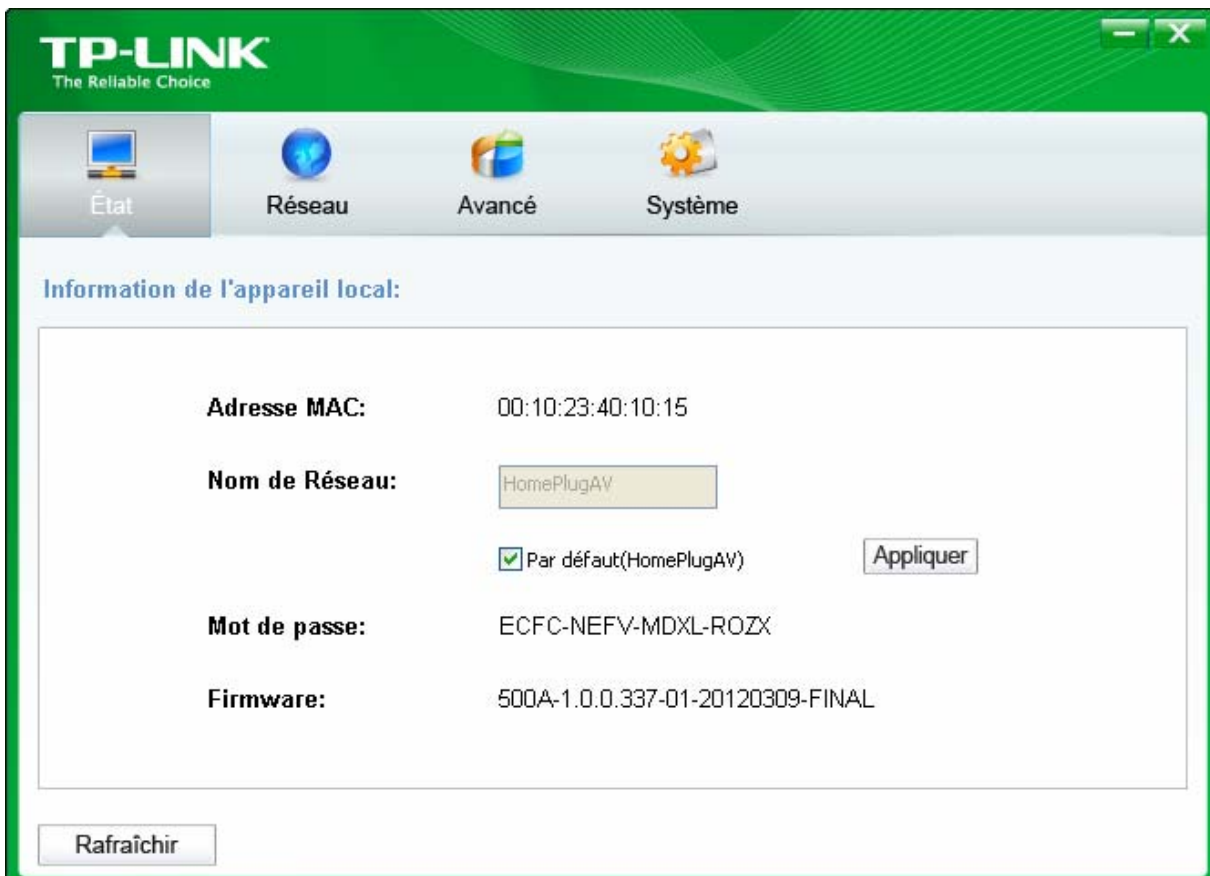 TP-LINK
The Reliable Choice
État
Réseau
Avancé
Système
Information de l'appareil local:
Adresse MAC: 00:10:23:40:10:15
Nom de Réseau: HomePlugAV
Par défaut(HomePlugAV) Appliquer
Mot de passe: ECFC-NEFV-MDXL-ROZX
Firmware: 500A-1.0.0.337-01-20120309-FINAL
Rafraîchir